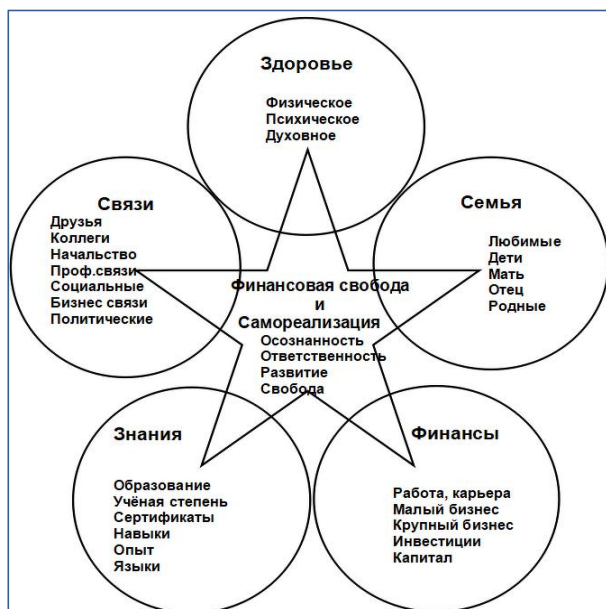 Здоровье
Физическое
Психическое
Духовное
Связи
Друзья
Коллеги
Начальство
Проф.связи
Социальные
Бизнес связи
Политические
Семья
Любимые
Дети
Мать
Отец
Родные
Финансовая свобода
и
Самореализация
Осознанность
Ответственность
Развитие
Свобода
Знания
Образование
Учёная степень
Сертификаты
Навыки
Опыт
Языки
Финансы
Работа, карьера
Малый бизнес
Крупный бизнес
Инвестиции
Капитал